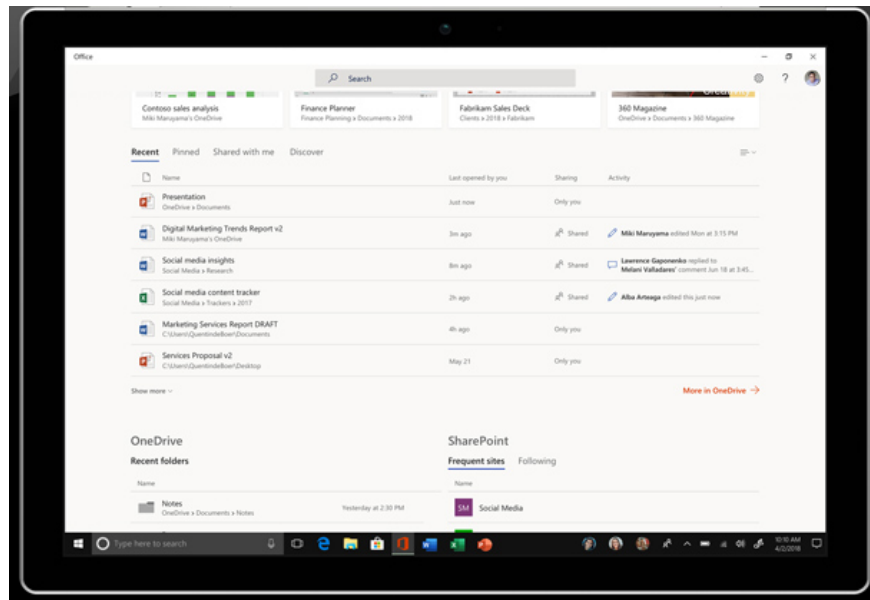 Office
Search
Contoso sales analysis
Miki Maruyama's OneDrive
Finance Planner
Finance Planning » Documents » 2018
Fabrikam Sales Deck
Clients » 2018 » Fabrikam
360 Magazine
OneDrive » Documents » 360 Magazine
Recent Pinned Shared with me Discover
Name Last opened by you Sharing Activity
Presentation
OneDrive » Documents
Just now Only you
Digital Marketing Trends Report v2
Miki Maruyama's OneDrive
3m ago Shared Miki Maruyama edited Mon at 3:15 PM
Social media insights
Social Media » Research
8m ago Shared Lawrence Gaponenko replied to
Melani Valladares' comment Jun 18 at 3:45...
Social media content tracker
Social Media » Trackers » 2017
2h ago Shared Alba Arteaga edited this just now
Marketing Services Report DRAFT
C:\Users\QuentindeBoer\Documents
4h ago Only you
Services Proposal v2
C:\Users\QuentindeBoer\Desktop
May 21 Only you
Show more
More in OneDrive →
OneDrive
Recent folders
Name
Notes
OneDrive » Documents » Notes
Yesterday at 2:30 PM
SharePoint
Frequent sites Following
Name
SM Social Media
Type here to search
10:10 AM
4/2/2018